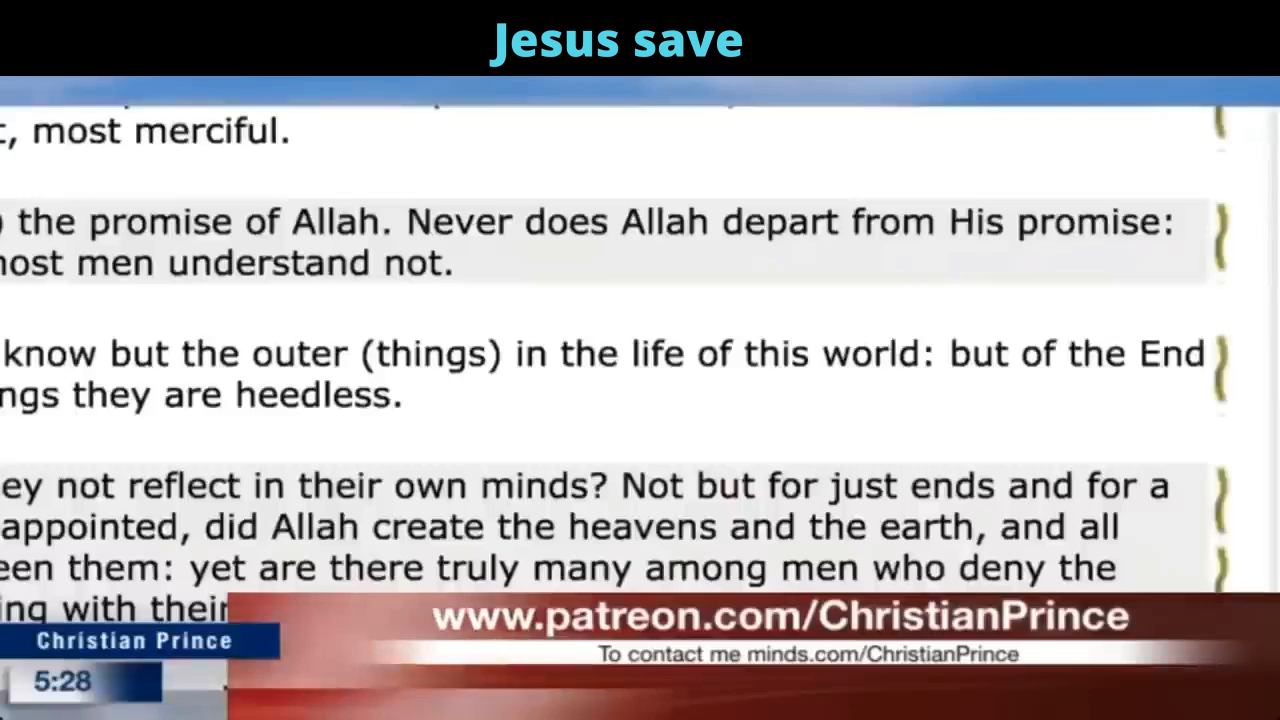 Jesus save
, most merciful.
the promise of Allah. Never does Allah depart from His promise:
most men understand not.
know but the outer (things) in the life of this world: but of the End
they are heedless.
not reflect in their own minds? Not but for just ends and for a
appointed, did Allah create the heavens and the earth, and all
them: yet are there truly many among men who deny the
with their
www.patreon.com/ChristianPrince
Christian Prince
To contact me minds.com/ChristianPrince
5:28